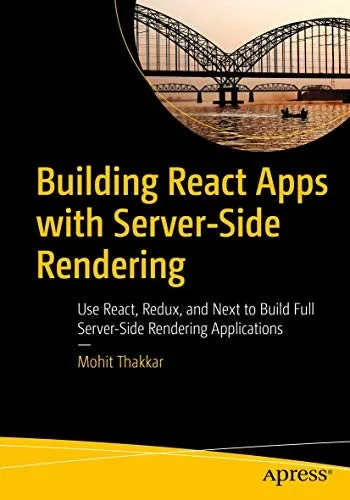 Building React Apps
with Server-Side
Rendering
Use React, Redux, and Next to Build Full
Server-Side Rendering Applications
—
Mohit Thakkar
Apress®